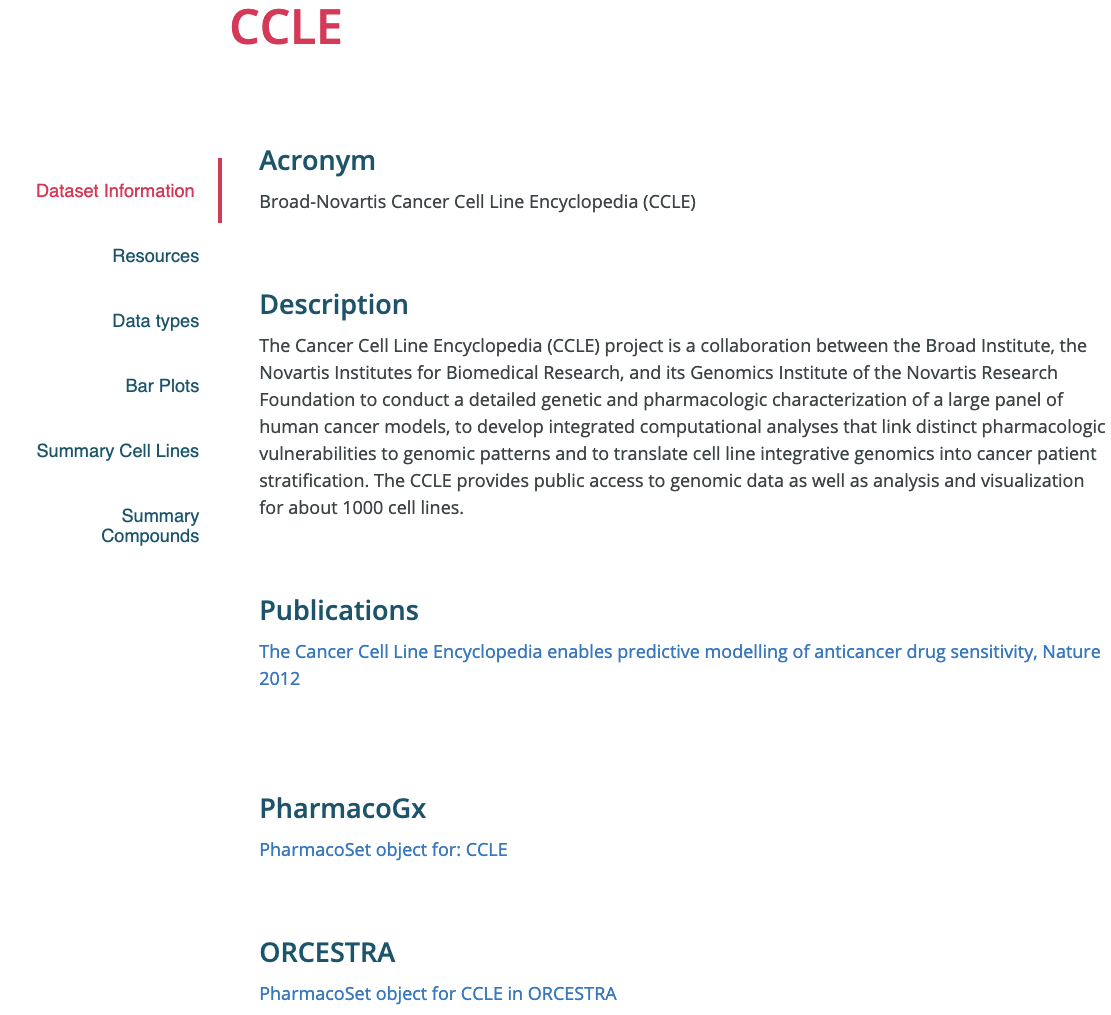 CCLE
Dataset Information
Resources
Data types
Bar Plots
Summary Cell Lines
Summary
Compounds
Acronym
Broad-Novartis Cancer Cell Line Encyclopedia (CCLE)
Description
The Cancer Cell Line Encyclopedia (CCLE) project is a collaboration between the Broad Institute, the
Novartis Institutes for Biomedical Research, and its Genomics Institute of the Novartis Research
Foundation to conduct a detailed genetic and pharmacologic characterization of a large panel of
human cancer models, to develop integrated computational analyses that link distinct pharmacologic
vulnerabilities to genomic patterns and to translate cell line integrative genomics into cancer patient
stratification. The CCLE provides public access to genomic data as well as analysis and visualization
for about 1000 cell lines.
Publications
The Cancer Cell Line Encyclopedia enables predictive modelling of anticancer drug sensitivity, Nature
2012
PharmacoGx
PharmacoSet object for: CCLE
ORCESTRA
PharmacoSet object for CCLE in ORCESTRA